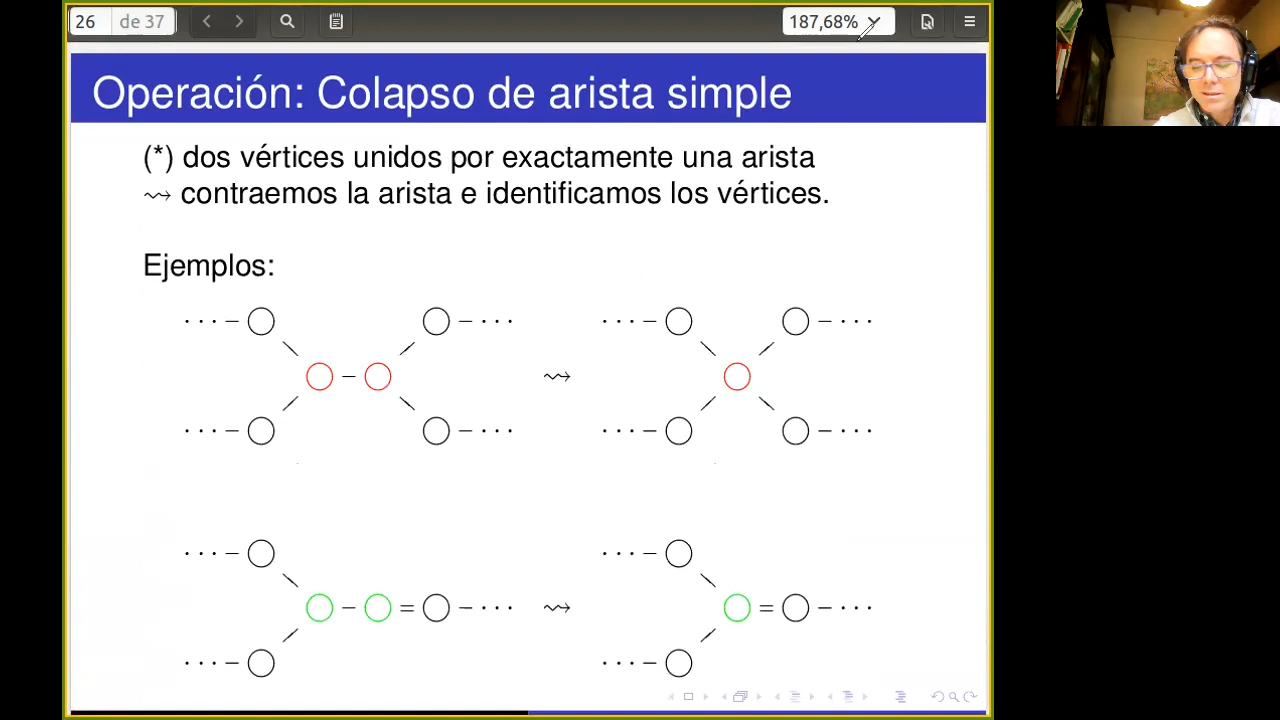 26 de 37 187,68%
Operación: Colapso de arista simple
(*) dos vértices unidos por exactamente una arista
⇝ contraemos la arista e identificamos los vértices.
Ejemplos: